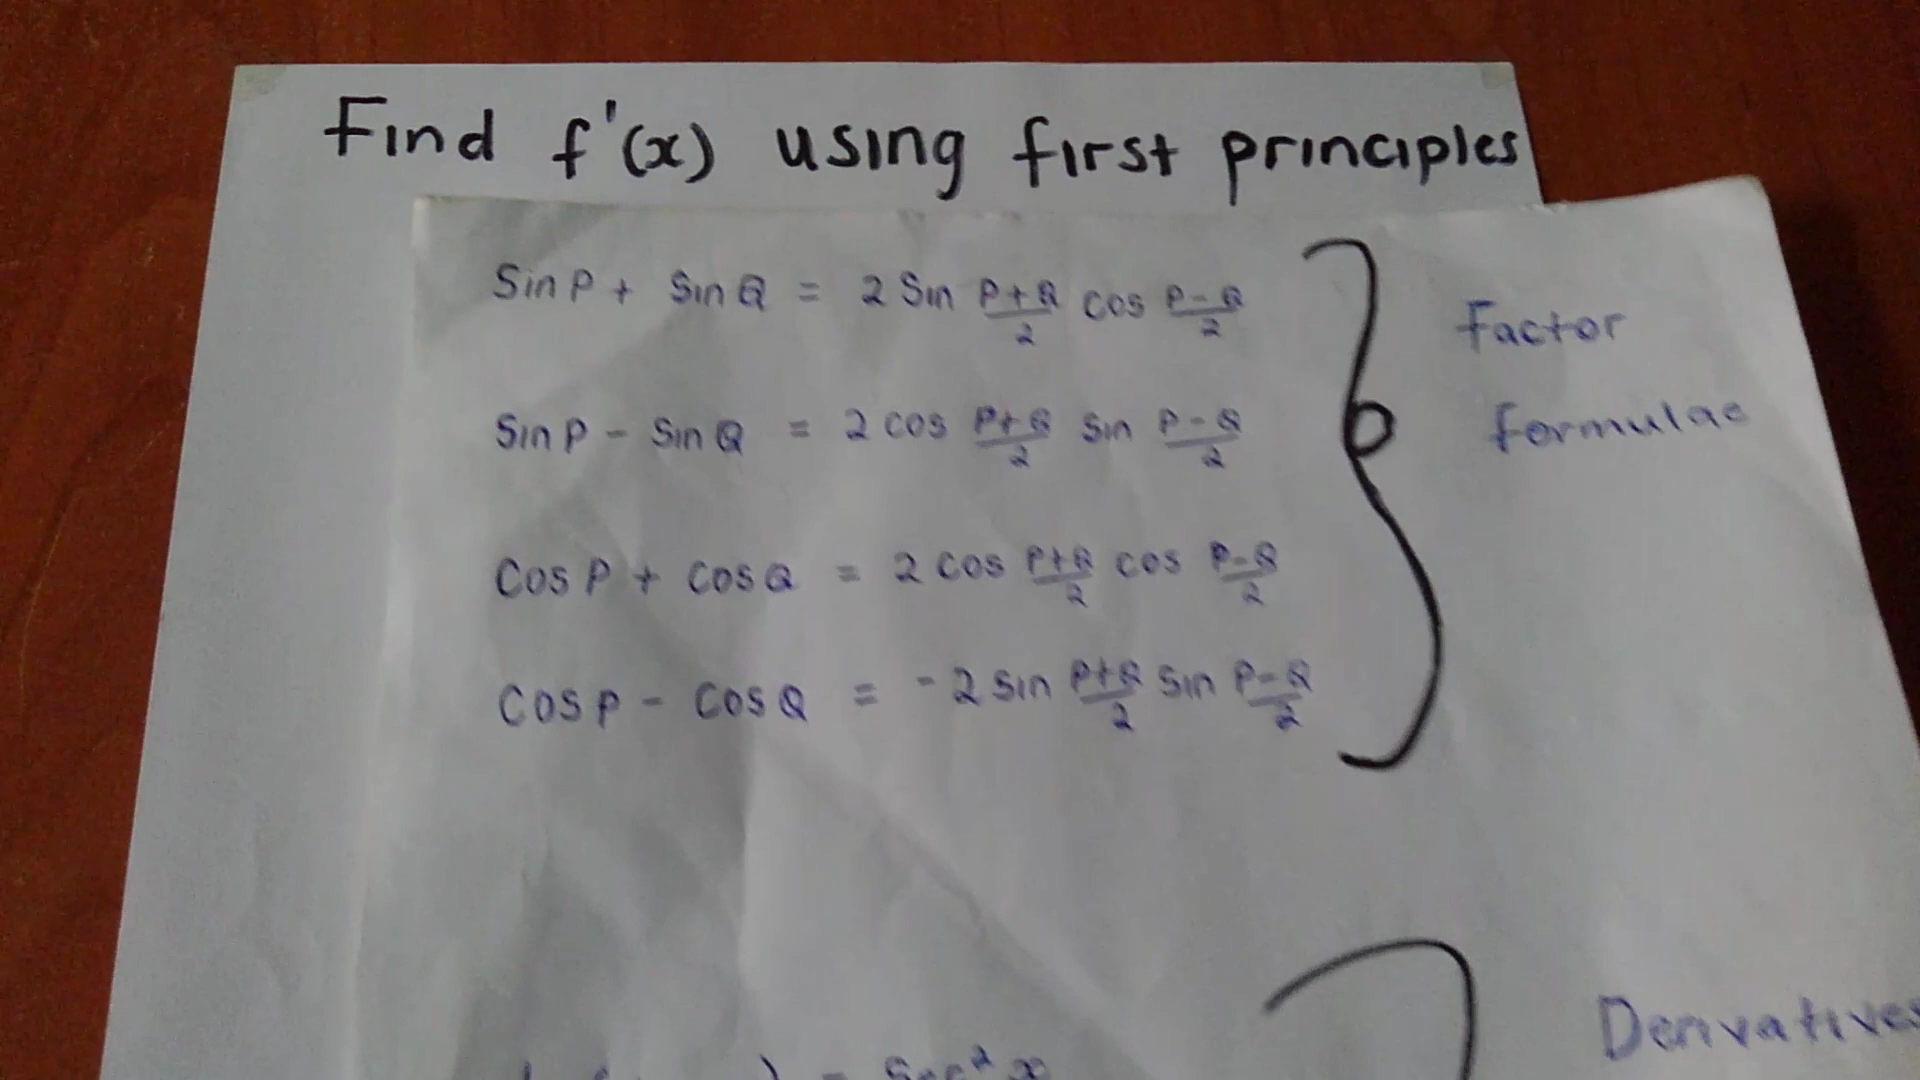 Find f'(x) using first principles
Sin P + Sin Q = 2 Sin P+Q/2 cos P-Q/2
Sin P - Sin Q = 2 cos P+Q/2 sin P-Q/2
Cos P + Cos Q = 2 cos P+Q/2 cos P-Q/2
Cos P - Cos Q = -2 sin P+Q/2 sin P-Q/2
Factor
formulae
Derivatives
= Sec² x